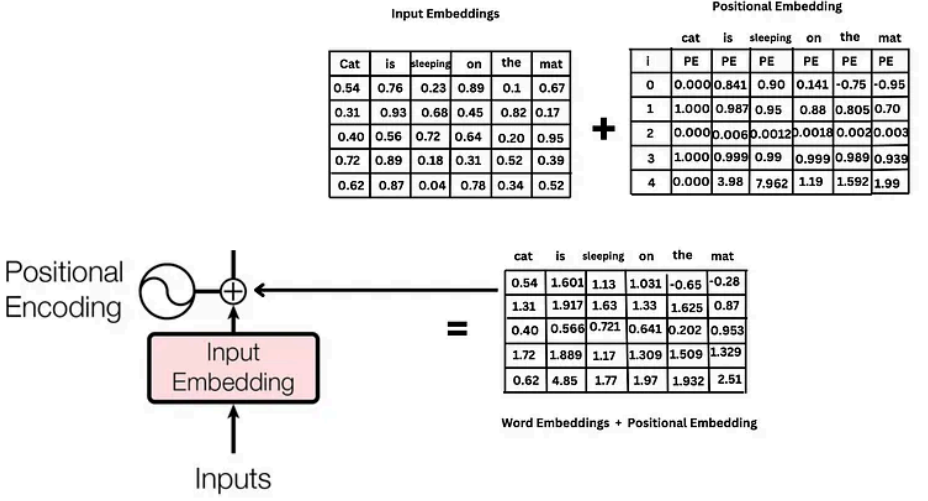 Input Embeddings
Cat is sleeping on the mat
0.54 0.76 0.23 0.89 0.1 0.67
0.31 0.93 0.68 0.45 0.82 0.17
0.40 0.56 0.72 0.64 0.20 0.95
0.72 0.89 0.18 0.31 0.52 0.39
0.62 0.87 0.04 0.78 0.34 0.52
+
Positional Embedding
cat is sleeping on the mat
i PE PE PE PE PE PE
0 0.000 0.841 0.90 0.141 -0.75 -0.95
1 1.000 0.987 0.95 0.88 0.805 0.70
2 0.000 0.006 0.0012 0.0018 0.002 0.003
3 1.000 0.999 0.99 0.999 0.989 0.939
4 0.000 3.98 7.962 1.19 1.592 1.99
Positional
Encoding
Input
Embedding
Inputs
=
cat is sleeping on the mat
0.54 1.601 1.13 1.031 -0.65 -0.28
1.31 1.917 1.63 1.33 1.625 0.87
0.40 0.566 0.721 0.641 0.202 0.953
1.72 1.889 1.17 1.309 1.509 1.329
0.62 4.85 1.77 1.97 1.932 2.51
Word Embeddings + Positional Embedding